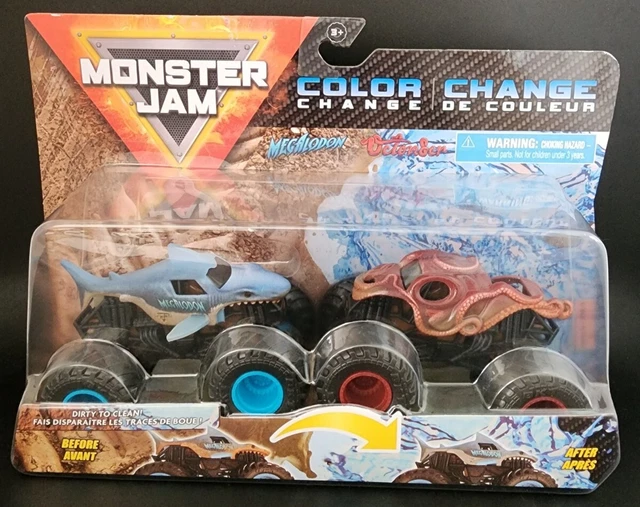 3+
MONSTER
JAM
COLOR CHANGE
CHANGE DE COULEUR
MEGALODON
Octon8er
WARNING: CHOKING HAZARD –
Small parts. Not for children under 3 years.
MEGALODON
DIRTY TO CLEAN!
FAIS DISPARAÎTRE LES TRACES DE BOUE !
BEFORE
AVANT
MEGALODON
AFTER
APRÈS